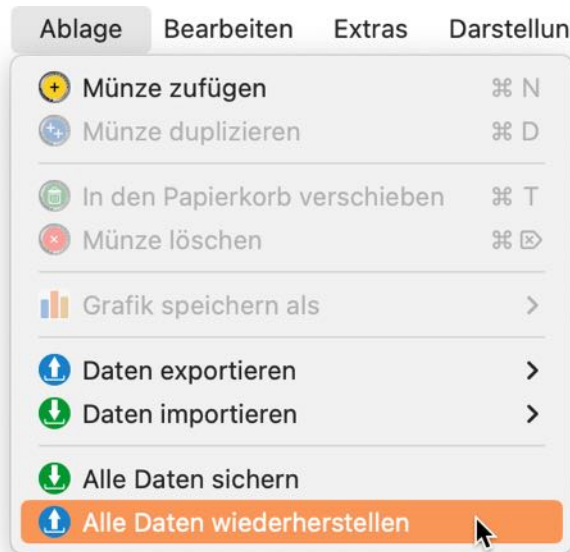 Ablage Bearbeiten Extras Darstellun
Münze zufügen ⌘ N
Münze duplizieren ⌘ D
In den Papierkorb verschieben ⌘ T
Münze löschen ⌘ ⌦
Grafik speichern als
Daten exportieren
Daten importieren
Alle Daten sichern
Alle Daten wiederherstellen